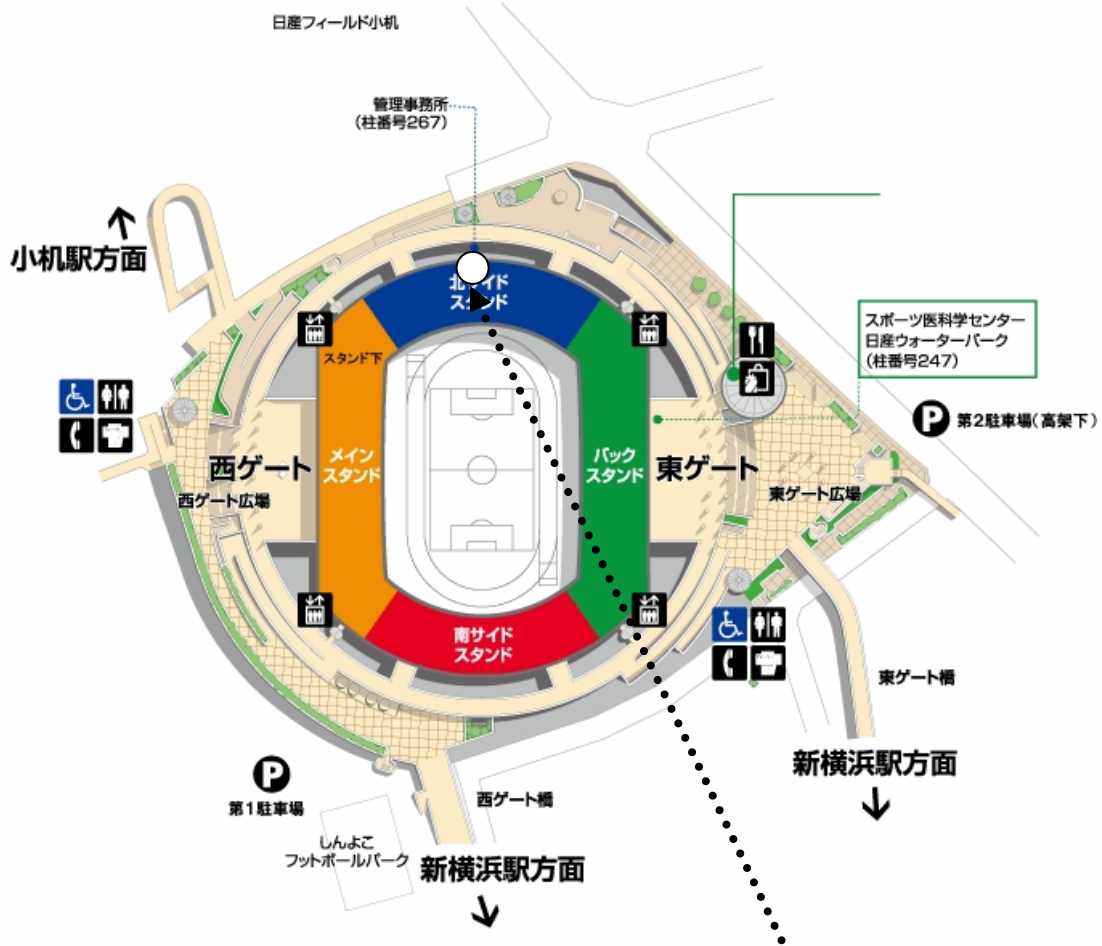 日産フィールド小机
管理事務所
(柱番号267)
小机駅方面
北サイド
スタンド
スタンド下
スポーツ医科学センター
日産ウォーターパーク
(柱番号247)
P 第2駐車場(高架下)
西ゲート
メイン
スタンド
バック
スタンド
東ゲート
西ゲート広場
東ゲート広場
南サイド
スタンド
東ゲート橋
新横浜駅方面
P
第1駐車場
西ゲート橋
しんよこ
フットボールパーク
新横浜駅方面